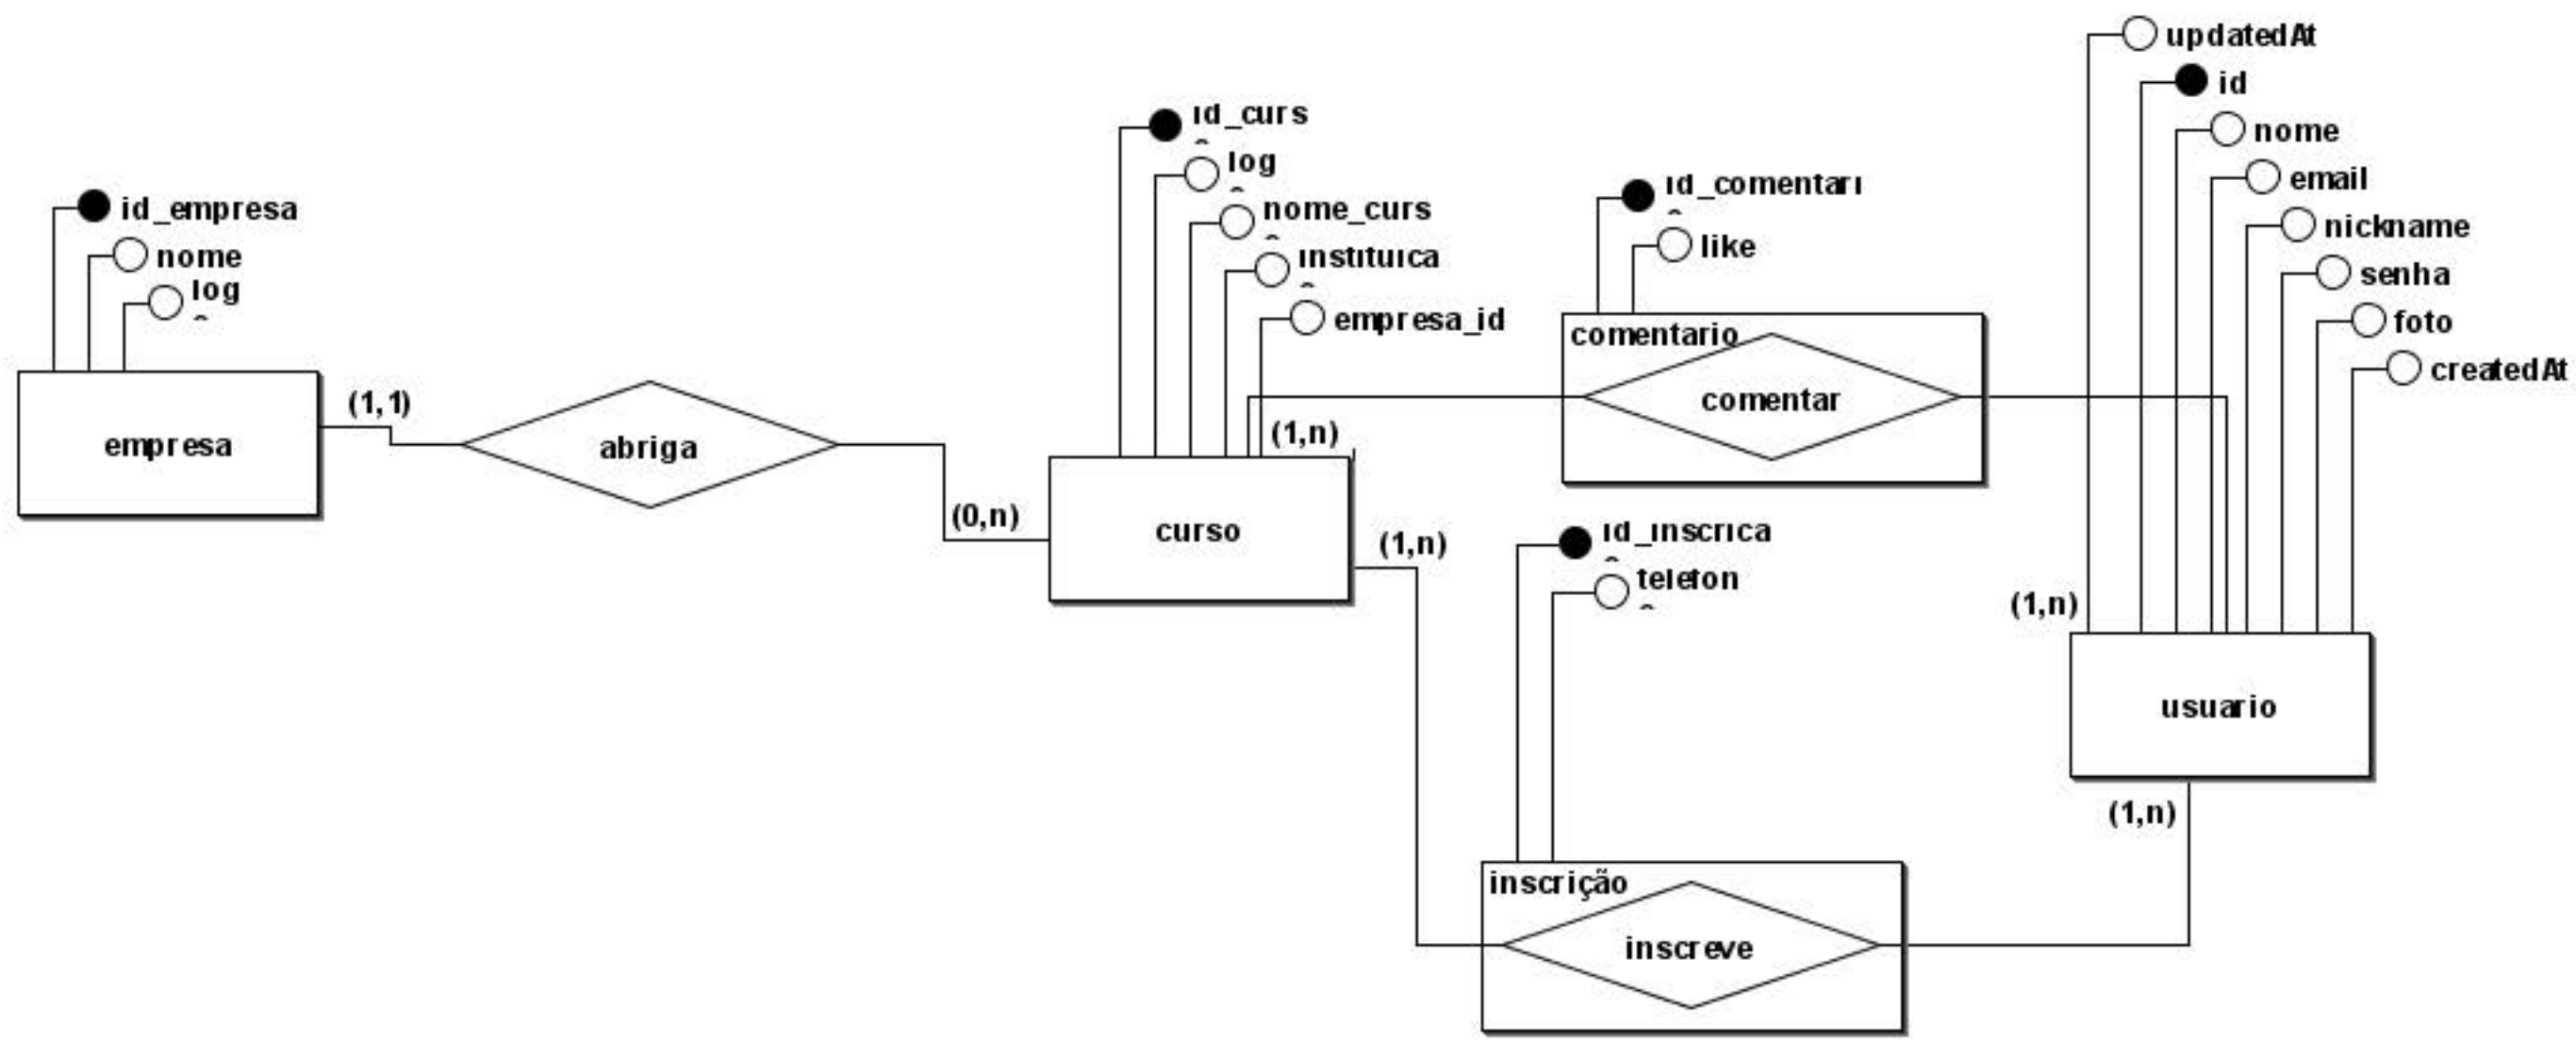 id_empresa
nome
log
empresa
(1,1)
abriga
(0,n)
id_curs
log
nome_curs
instituica
empresa_id
(1,n)
curso
(1,n)
id_comentari
like
comentario
comentar
id_inscrica
telefon
inscrição
inscreve
updatedAt
id
nome
email
nickname
senha
foto
createdAt
(1,n)
usuario
(1,n)